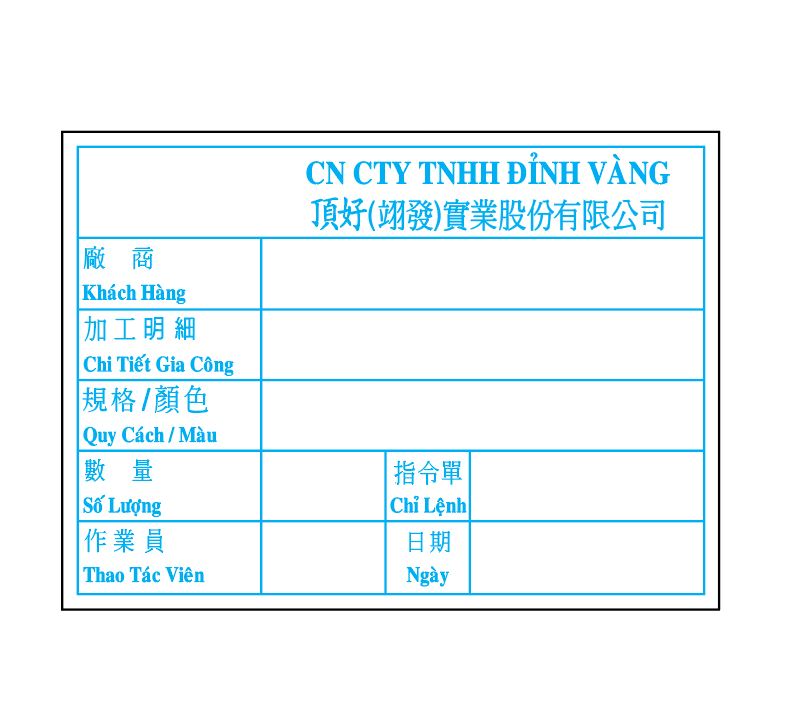 CN CTY TNHH ĐỈNH VÀNG
頂好(翊發)實業股份有限公司
廠 商
Khách Hàng
加工明細
Chi Tiết Gia Công
規格/顏色
Quy Cách / Màu
數 量
Số Lượng
指令單
Chỉ Lệnh
作業員
Thao Tác Viên
日期
Ngày